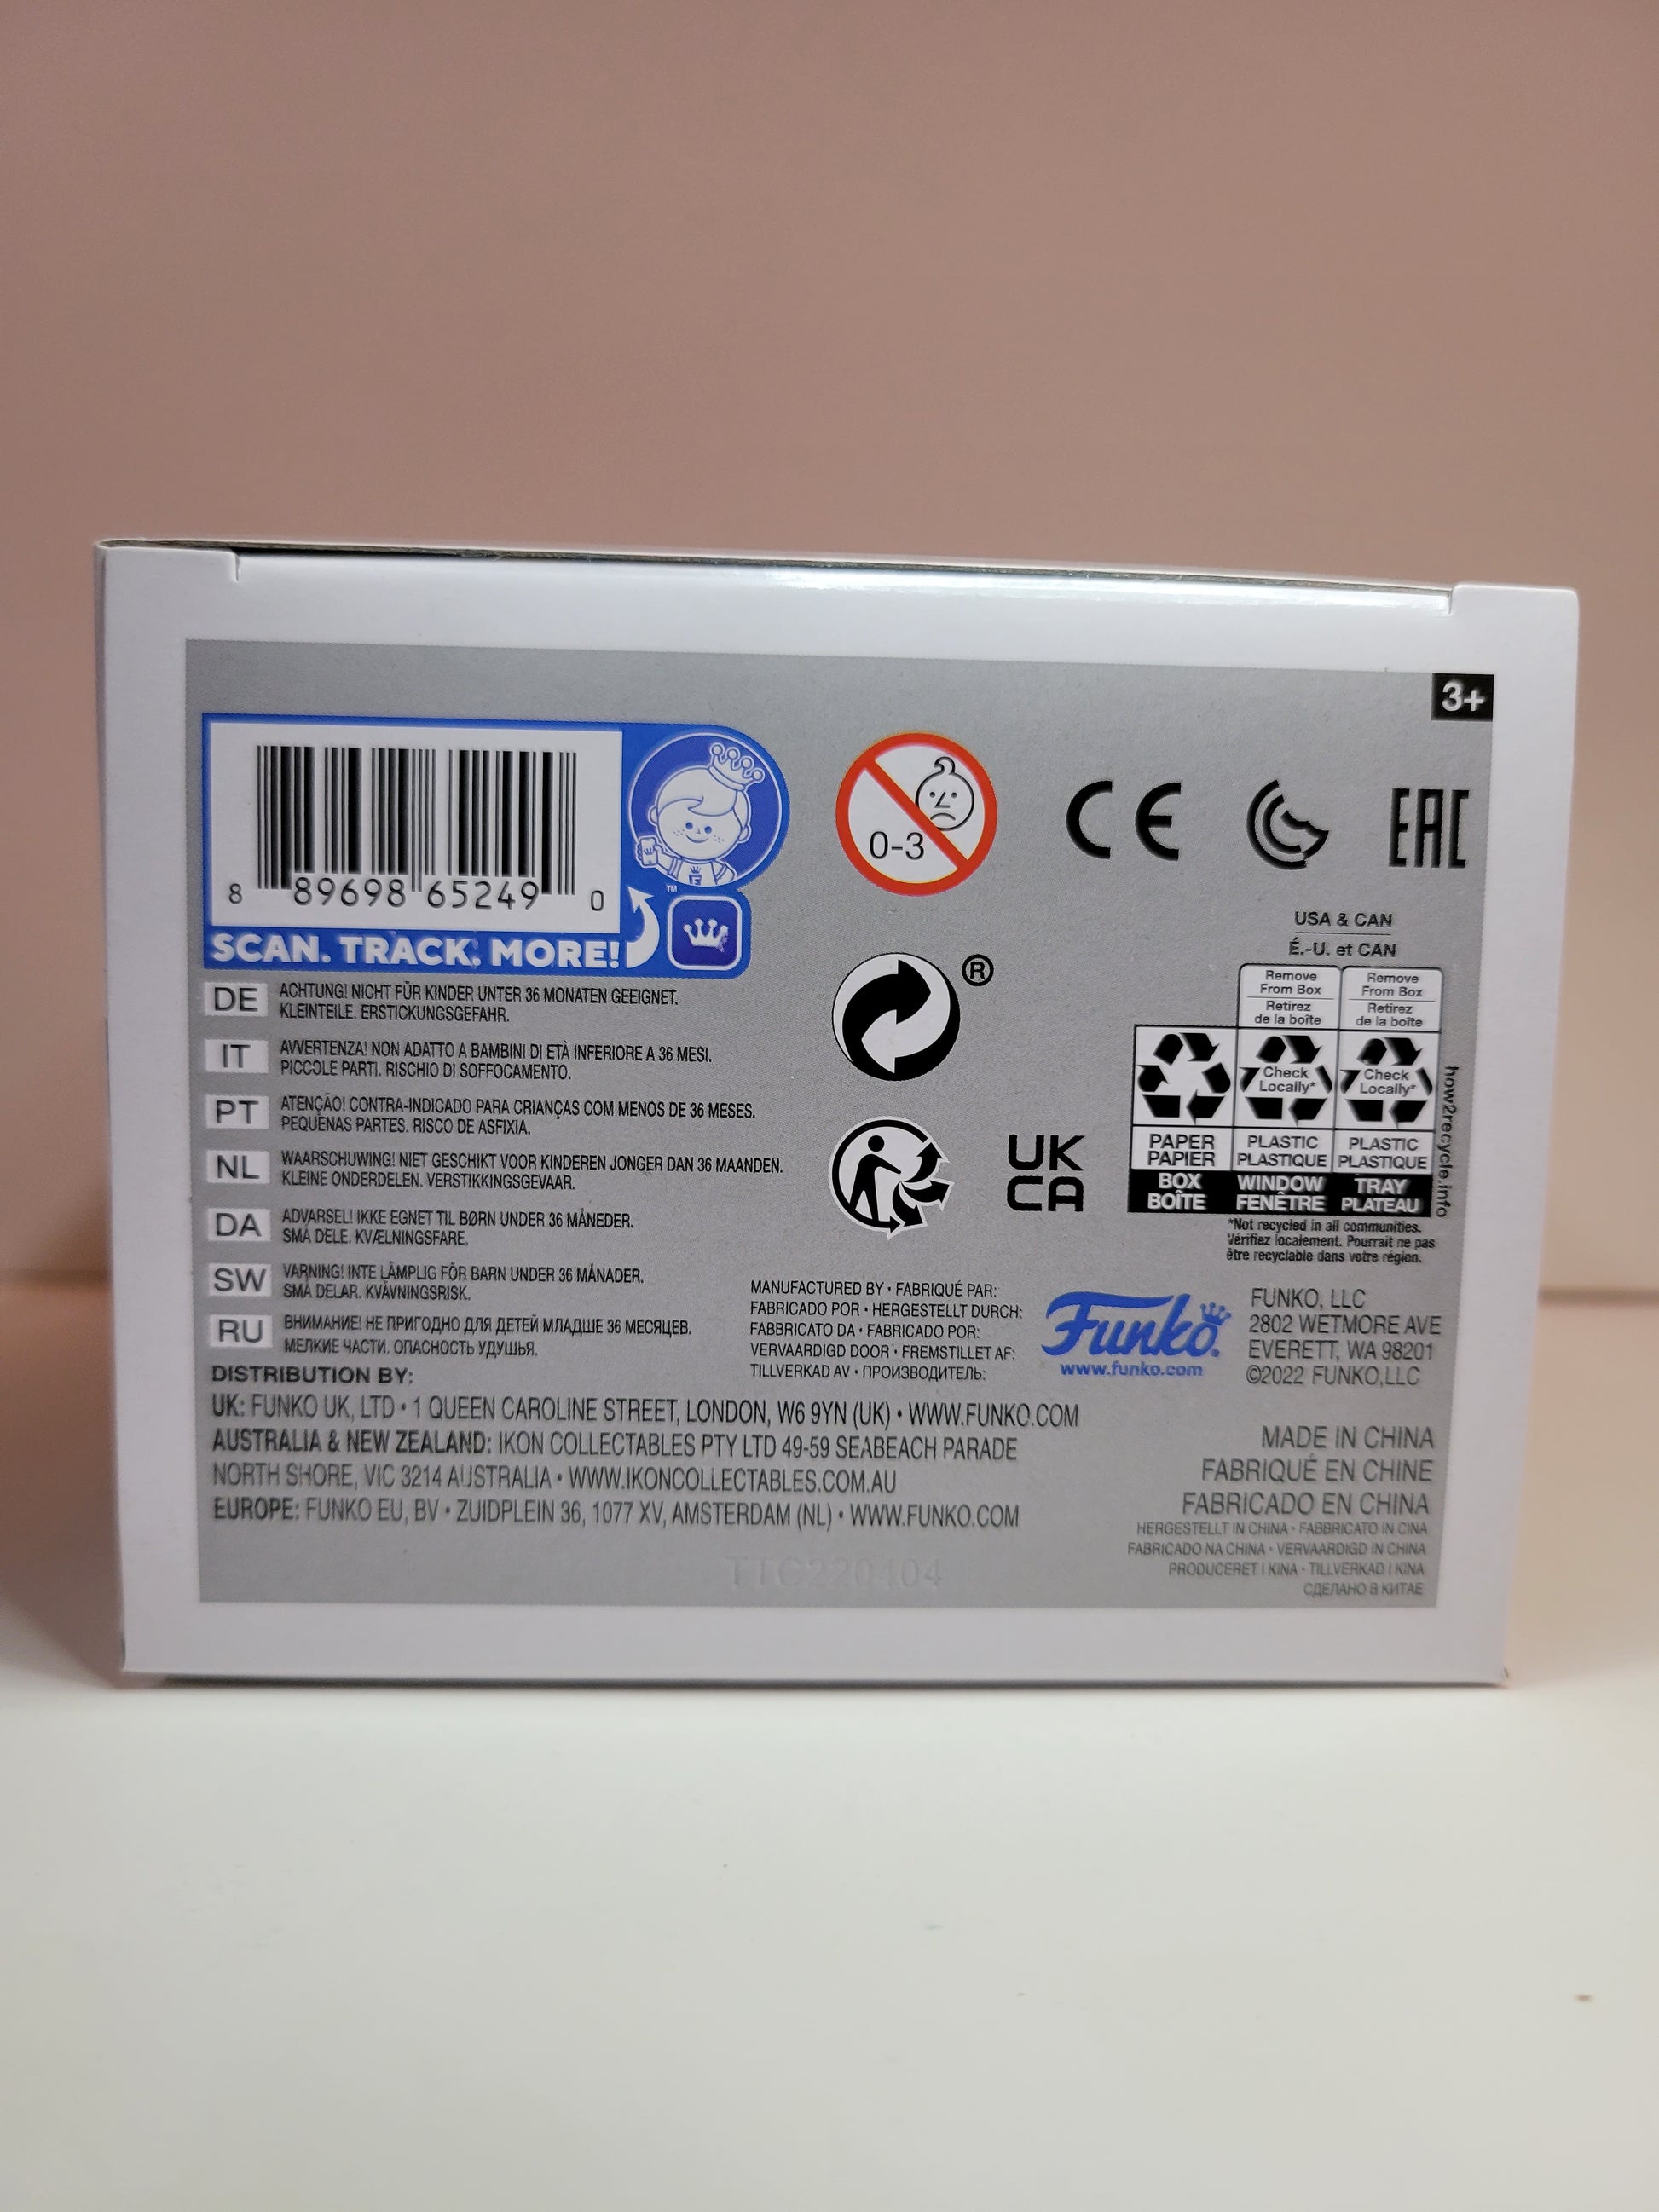 3+
8 89698 65249 0
SCAN. TRACK. MORE!
™
0-3
CE
EAC
USA & CAN
É.-U. et CAN
Remove
From Box
Retirez
de la boîte
Remove
From Box
Retirez
de la boîte
Check
Locally*
Check
Locally*
PAPER
PAPIER
PLASTIC
PLASTIQUE
PLASTIC
PLASTIQUE
BOX
BOÎTE
WINDOW
FENÊTRE
TRAY
PLATEAU
how2recycle.info
*Not recycled in all communities.
Vérifiez localement. Pourrait ne pas
être recyclable dans votre région.
®
UK
CA
DE ACHTUNG! NICHT FÜR KINDER UNTER 36 MONATEN GEEIGNET.
KLEINTEILE. ERSTICKUNGSGEFAHR.
IT AVVERTENZA! NON ADATTO A BAMBINI DI ETÀ INFERIORE A 36 MESI.
PICCOLE PARTI. RISCHIO DI SOFFOCAMENTO.
PT ATENÇÃO! CONTRA-INDICADO PARA CRIANÇAS COM MENOS DE 36 MESES.
PEQUENAS PARTES. RISCO DE ASFIXIA.
NL WAARSCHUWING! NIET GESCHIKT VOOR KINDEREN JONGER DAN 36 MAANDEN.
KLEINE ONDERDELEN. VERSTIKKINGSGEVAAR.
DA ADVARSEL! IKKE EGNET TIL BØRN UNDER 36 MÅNEDER.
SMÅ DELE. KVÆLNINGSFARE.
SW VARNING! INTE LÄMPLIG FÖR BARN UNDER 36 MÅNADER.
SMÅ DELAR. KVÄVNINGSRISK.
RU ВНИМАНИЕ! НЕ ПРИГОДНО ДЛЯ ДЕТЕЙ МЛАДШЕ 36 МЕСЯЦЕВ.
МЕЛКИЕ ЧАСТИ. ОПАСНОСТЬ УДУШЬЯ.
MANUFACTURED BY • FABRIQUÉ PAR:
FABRICADO POR • HERGESTELLT DURCH:
FABBRICATO DA • FABRICADO POR:
VERVAARDIGD DOOR • FREMSTILLET AF:
TILLVERKAD AV • ПРОИЗВОДИТЕЛЬ:
Funko®
www.funko.com
FUNKO, LLC
2802 WETMORE AVE
EVERETT, WA 98201
©2022 FUNKO,LLC
DISTRIBUTION BY:
UK: FUNKO UK, LTD • 1 QUEEN CAROLINE STREET, LONDON, W6 9YN (UK) • WWW.FUNKO.COM
AUSTRALIA & NEW ZEALAND: IKON COLLECTABLES PTY LTD 49-59 SEABEACH PARADE
NORTH SHORE, VIC 3214 AUSTRALIA • WWW.IKONCOLLECTABLES.COM.AU
EUROPE: FUNKO EU, BV • ZUIDPLEIN 36, 1077 XV, AMSTERDAM (NL) • WWW.FUNKO.COM
MADE IN CHINA
FABRIQUÉ EN CHINE
FABRICADO EN CHINA
HERGESTELLT IN CHINA • FABBRICATO IN CINA
FABRICADO NA CHINA • VERVAARDIGD IN CHINA
PRODUCERET I KINA • TILLVERKAD I KINA
СДЕЛАНО В КИТАЕ
TTG220404